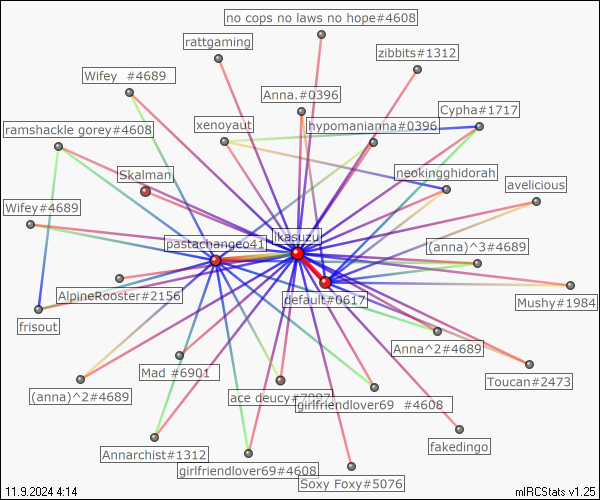 no cops no laws no hope#4608
rattgaming
zibbits#1312
Wifey  #4689
Anna.#0396
Cypha#1717
ramshackle gorey#4608
xenoyaut
hypomanianna#0396
Skalman
neokingghidorah
avelicious
Wifey#4689
ikasuzu
pastachangeo41
(anna)^3#4689
AlpineRooster#2156
default#0617
Mushy#1984
frisout
Anna^2#4689
Mad #6901
Toucan#2473
(anna)^2#4689
ace deucy#7007
girlfriendlover69  #4608
fakedingo
Annarchist#1312
girlfriendlover69#4608
Soxy Foxy#5076
11.9.2024 4:14
mIRCStats v1.25